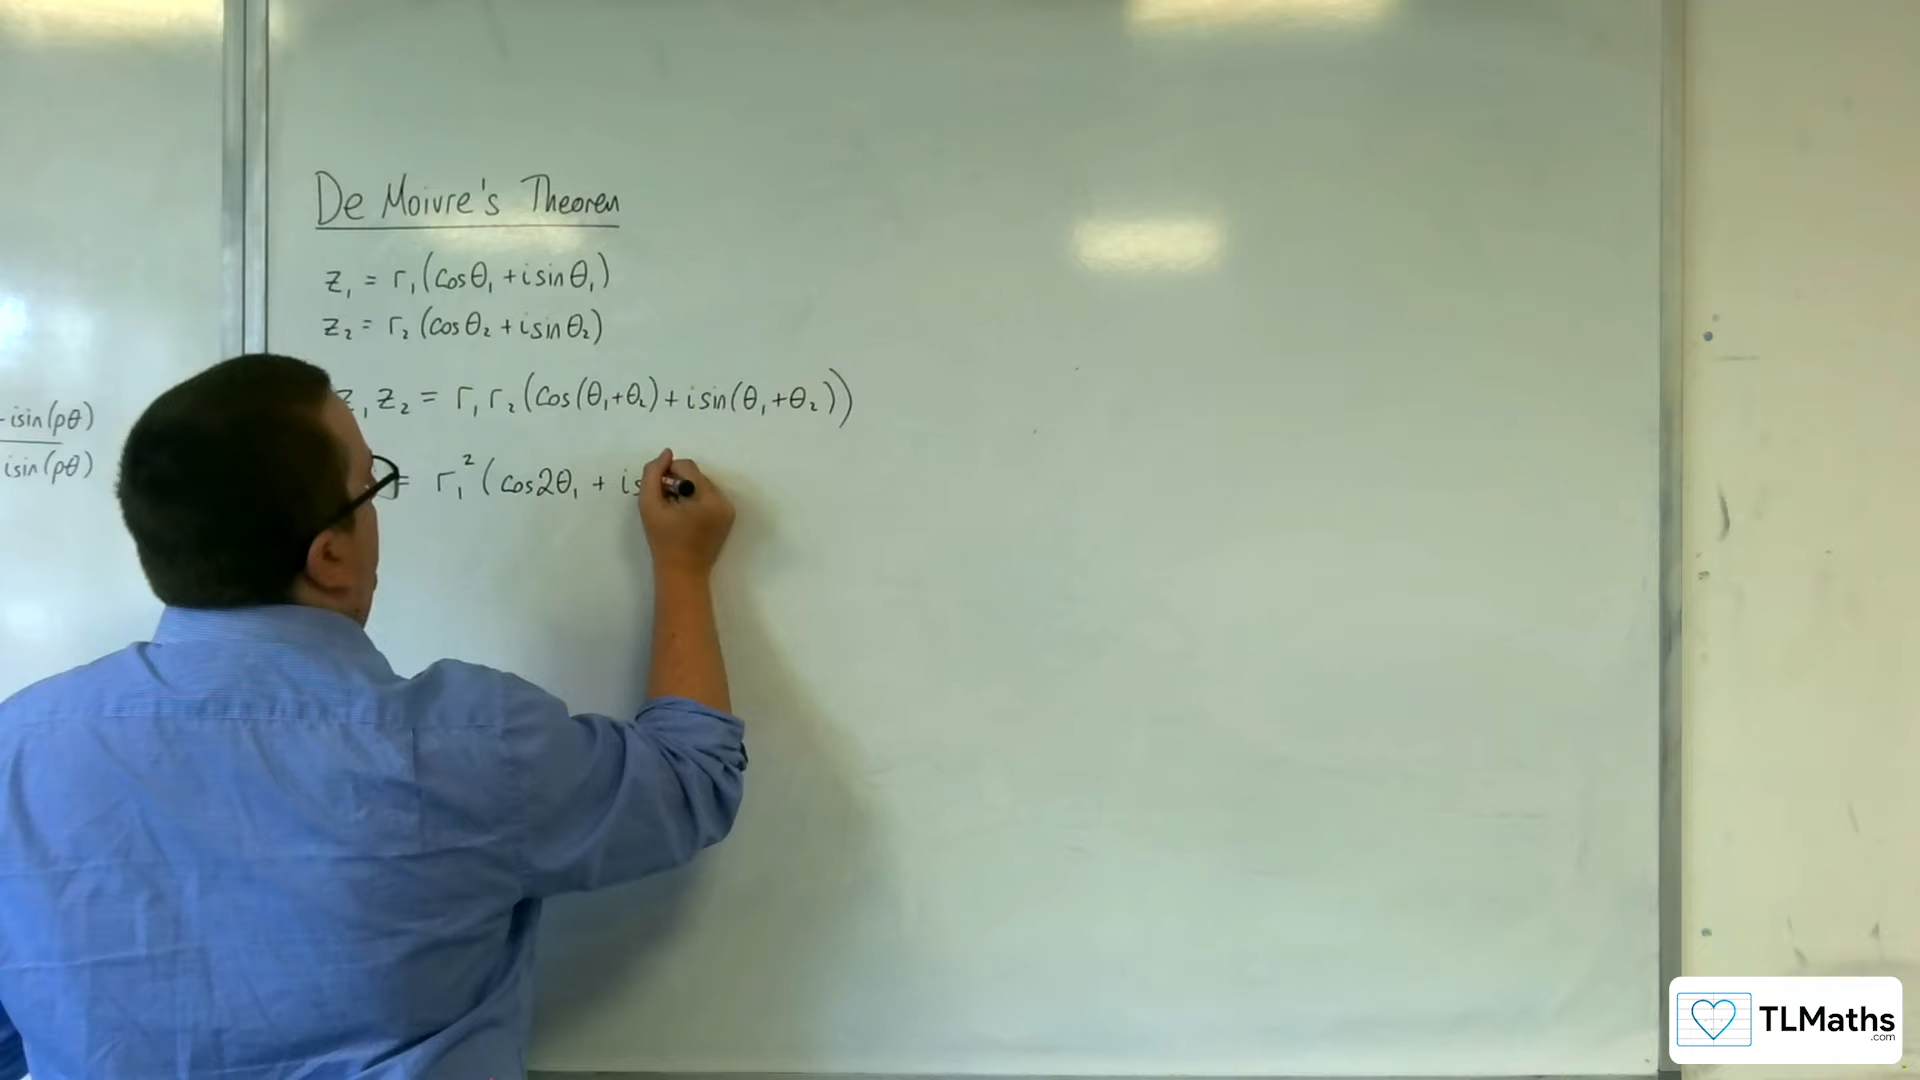 De Moivre's Theorem
z₁ = r₁(cosθ₁ + isinθ₁)
z₂ = r₂(cosθ₂ + isinθ₂)
z₁z₂ = r₁r₂(cos(θ₁+θ₂)+isin(θ₁+θ₂))
= r₁²(cos2θ₁ + is
-isin(pθ)
isin(pθ)
TLMaths
.com